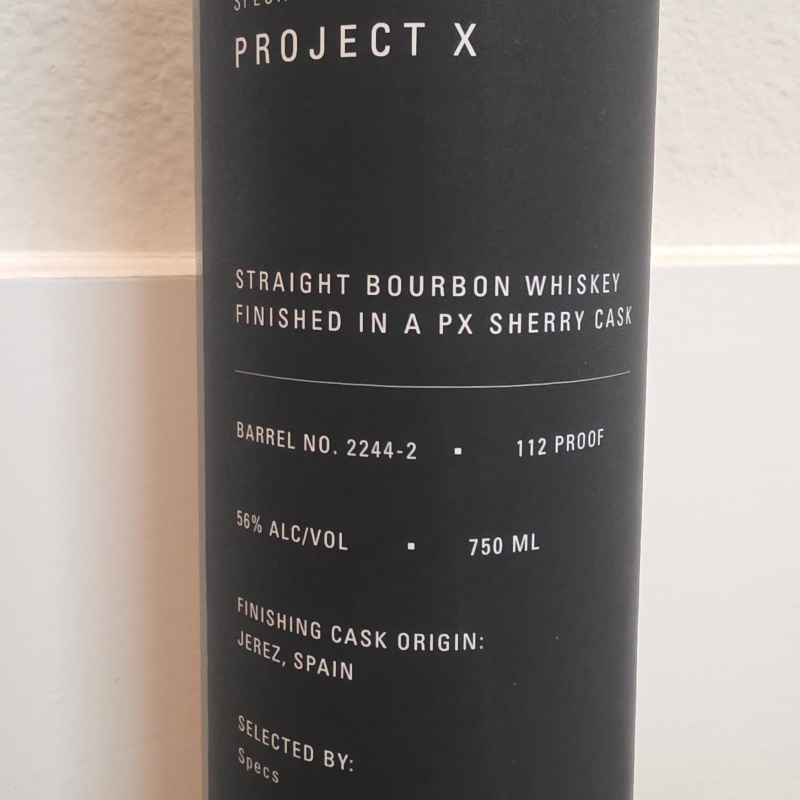 PROJECT X
STRAIGHT BOURBON WHISKEY
FINISHED IN A PX SHERRY CASK
BARREL NO. 2244-2 ▪ 112 PROOF
56% ALC/VOL ▪ 750 ML
FINISHING CASK ORIGIN:
JEREZ, SPAIN
SELECTED BY:
Specs